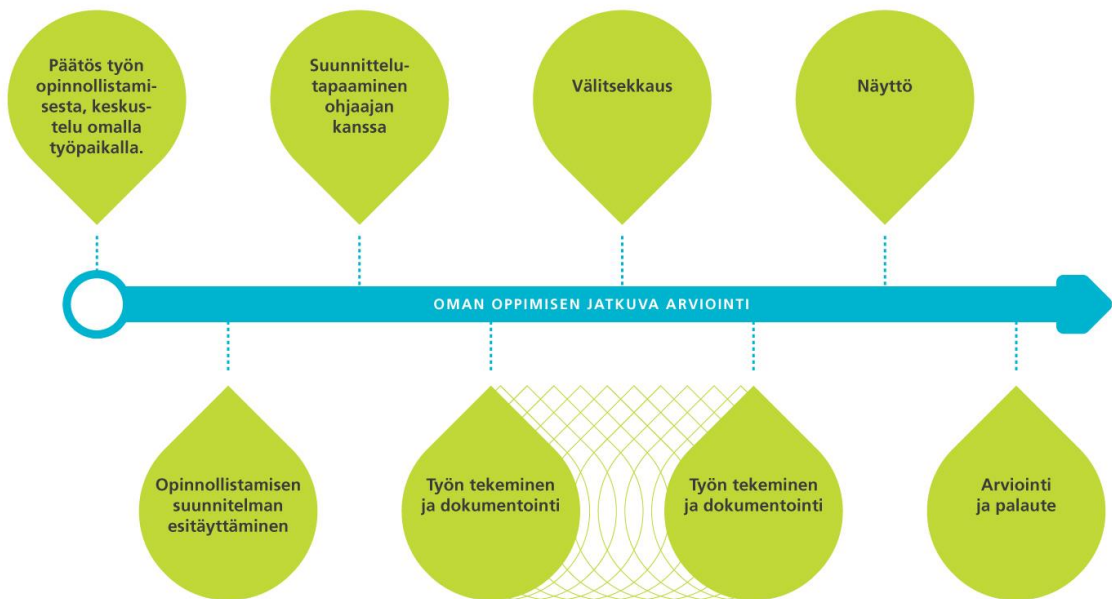 Päätös työn
opinnollistami-
sesta, keskus-
telu omalla
työpaikalla.
Suunnittelu-
tapaaminen
ohjaajan
kanssa
Välitsekkaus
Näyttö
OMAN OPPIMISEN JATKUVA ARVIOINTI
Opinnollistamisen
suunnitelman
esitäyttäminen
Työn tekeminen
ja dokumentointi
Työn tekeminen
ja dokumentointi
Arviointi
ja palaute